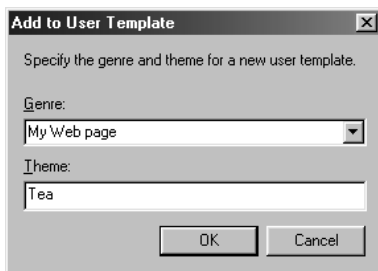 Add to User Template
Specify the genre and theme for a new user template.
Genre:
My Web page
Theme:
Tea
OK Cancel